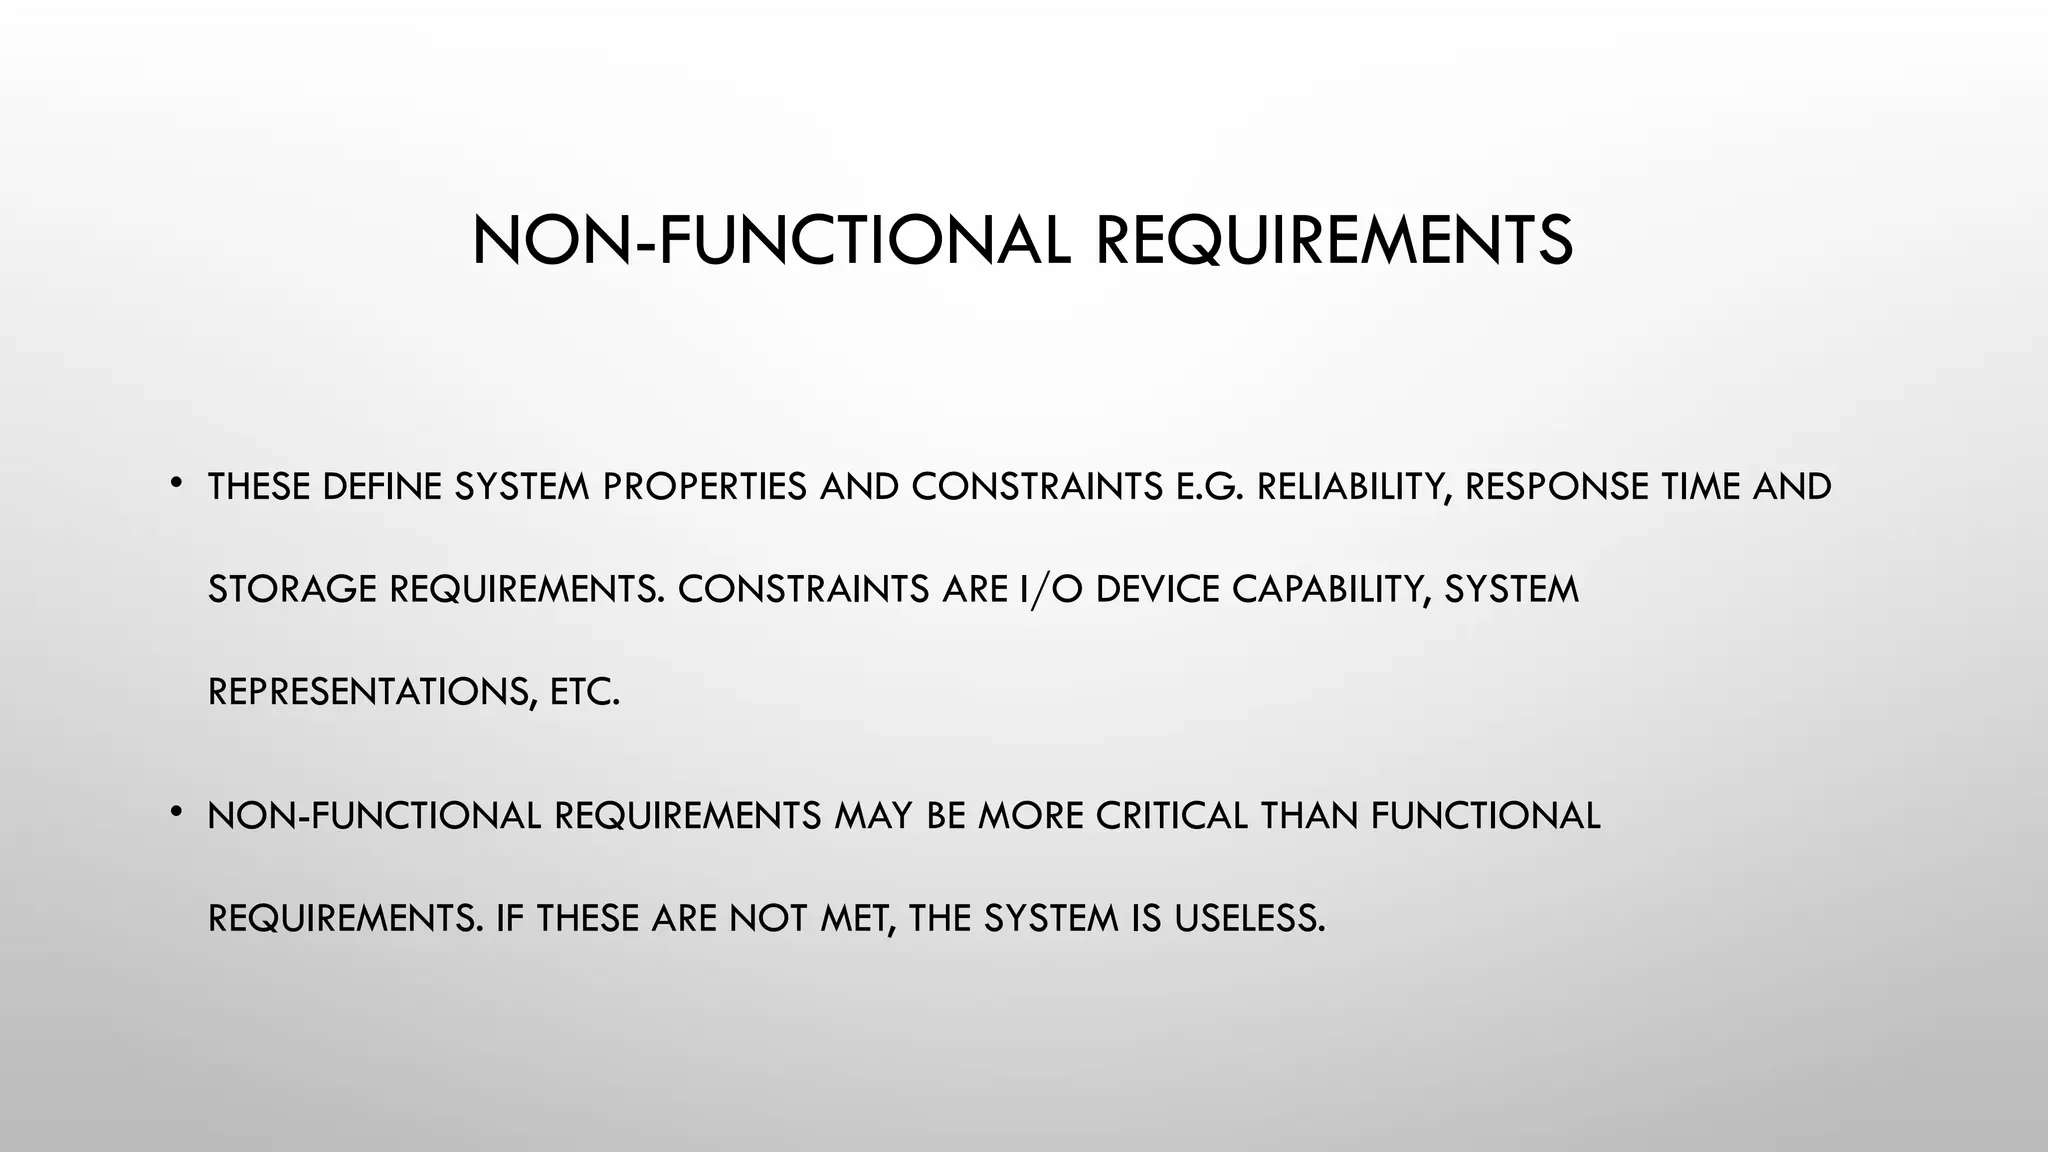 NON-FUNCTIONAL REQUIREMENTS
• THESE DEFINE SYSTEM PROPERTIES AND CONSTRAINTS E.G. RELIABILITY, RESPONSE TIME AND
STORAGE REQUIREMENTS. CONSTRAINTS ARE I/O DEVICE CAPABILITY, SYSTEM
REPRESENTATIONS, ETC.
• NON-FUNCTIONAL REQUIREMENTS MAY BE MORE CRITICAL THAN FUNCTIONAL
REQUIREMENTS. IF THESE ARE NOT MET, THE SYSTEM IS USELESS.